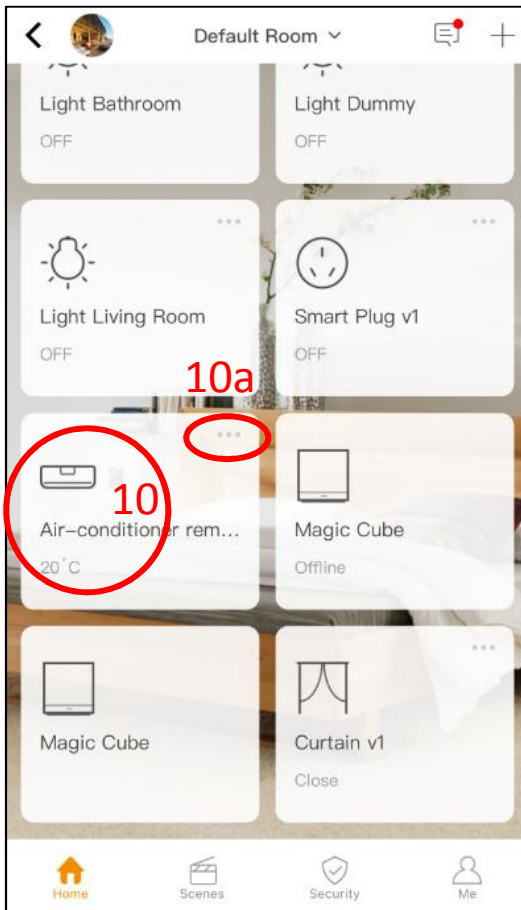 Default Room
Light Bathroom
OFF
Light Dummy
OFF
Light Living Room
OFF
Smart Plug v1
OFF
10a
10
Air-conditioner rem...
20°C
Magic Cube
Offline
Magic Cube
Curtain v1
Close
Home
Scenes
Security
Me